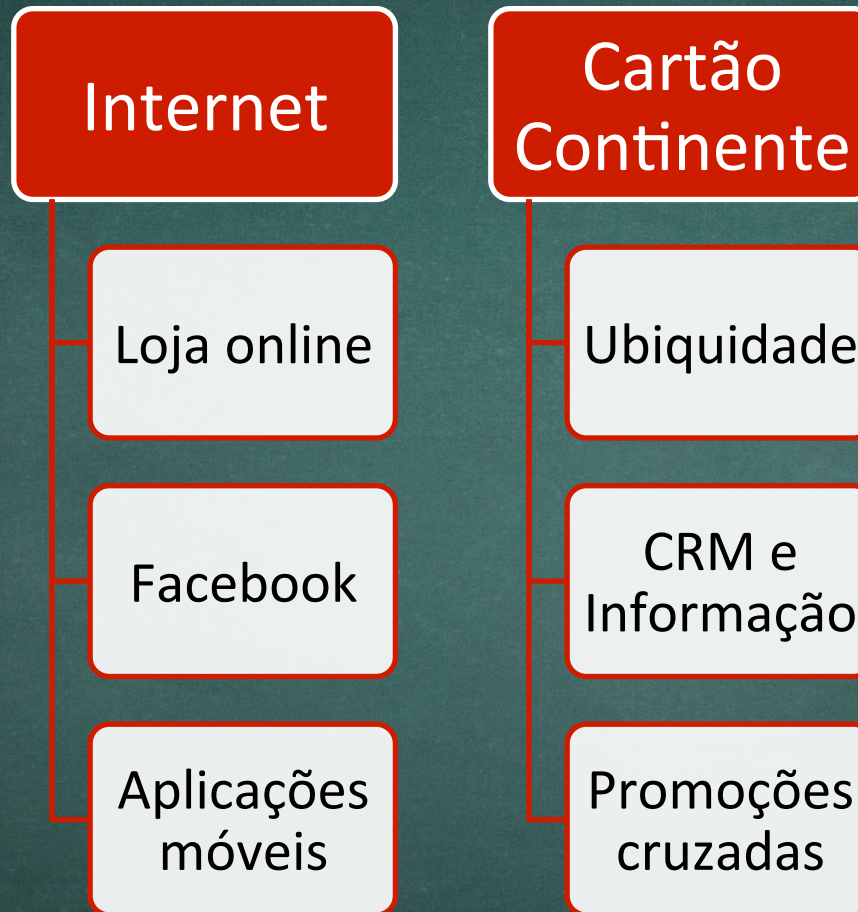 Internet
Loja online
Facebook
Aplicações
móveis
Cartão
Continente
Ubiquidade
CRM e
Informação
Promoções
cruzadas